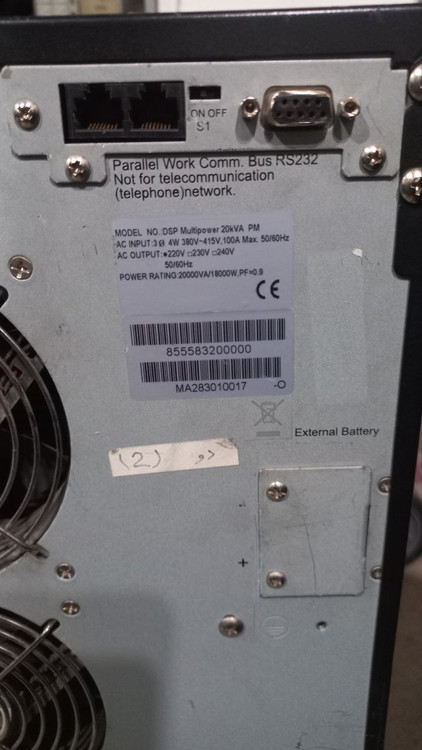 ON OFF
S1
Parallel Work Comm. Bus RS232
Not for telecommunication
(telephone)network.
MODEL NO.:DSP Multipower 20kVA PM
AC INPUT:3Ø 4W 380V~415V,100A Max. 50/60Hz
AC OUTPUT:●220V □230V □240V
50/60Hz
POWER RATING:20000VA/18000W,PF=0.9
CE
855583200000
MA283010017 -O
External Battery
(2)
-
+